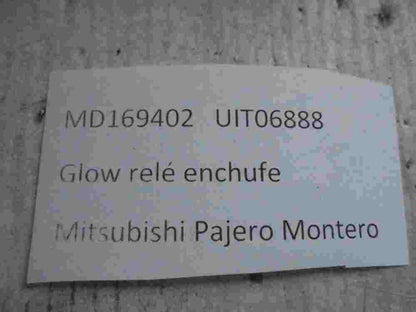 MD169402 UIT06888
Glow relé enchufe
Mitsubishi Pajero Montero